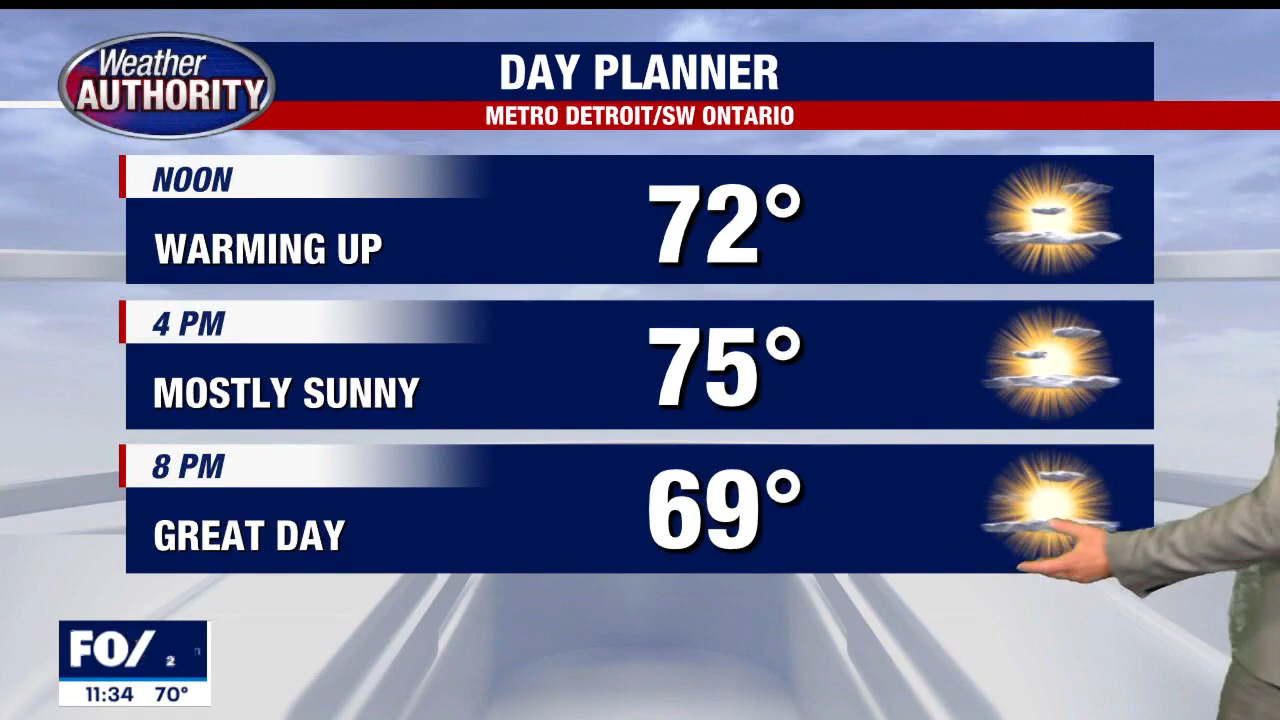 Weather
AUTHORITY
DAY PLANNER
METRO DETROIT/SW ONTARIO
NOON
WARMING UP
72°
4 PM
MOSTLY SUNNY
75°
8 PM
GREAT DAY
69°
2
11:34 70°